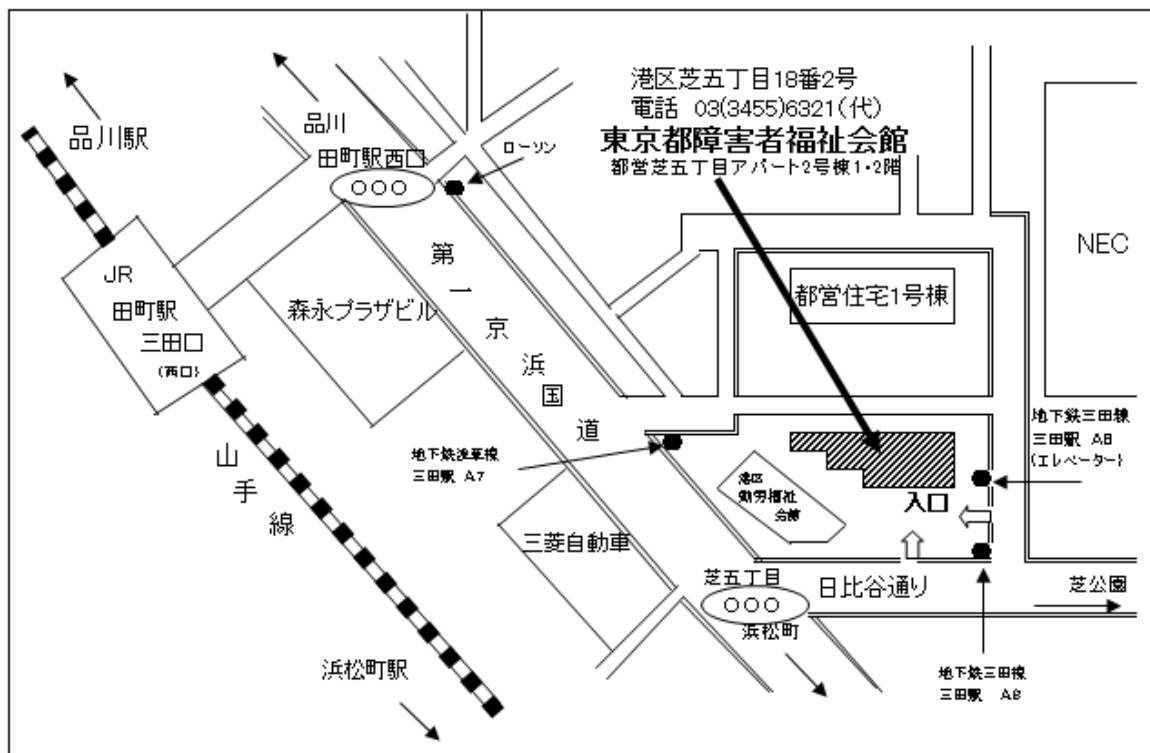 港区芝五丁目18番2号
電話 03(3455)6321(代)
東京都障害者福祉会館
都営芝五丁目アパート2号棟1・2階
品川駅
品川
田町駅西口
ローソン
NEC
JR
田町駅
三田口
(西口)
森永プラザビル
第一京浜国道
都営住宅1号棟
地下鉄浅草線
三田駅 A7
地下鉄三田線
三田駅 A8
(エレベーター)
港区
勤労福祉
会館
入口
山手線
三菱自動車
芝五丁目
日比谷通り
芝公園
浜松町
浜松町駅
地下鉄三田線
三田駅